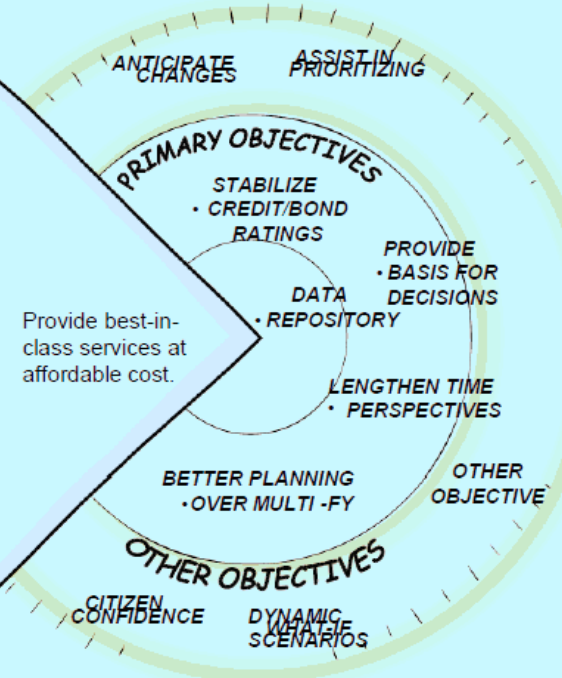 ANTICIPATE
CHANGES
ASSIST IN
PRIORITIZING
PRIMARY OBJECTIVES
STABILIZE
• CREDIT/BOND
RATINGS
PROVIDE
• BASIS FOR
DECISIONS
DATA
• REPOSITORY
Provide best-in-
class services at
affordable cost.
LENGTHEN TIME
• PERSPECTIVES
BETTER PLANNING
• OVER MULTI -FY
OTHER
OBJECTIVE
OTHER OBJECTIVES
CITIZEN
CONFIDENCE
DYNAMIC
WHAT-IF
SCENARIOS